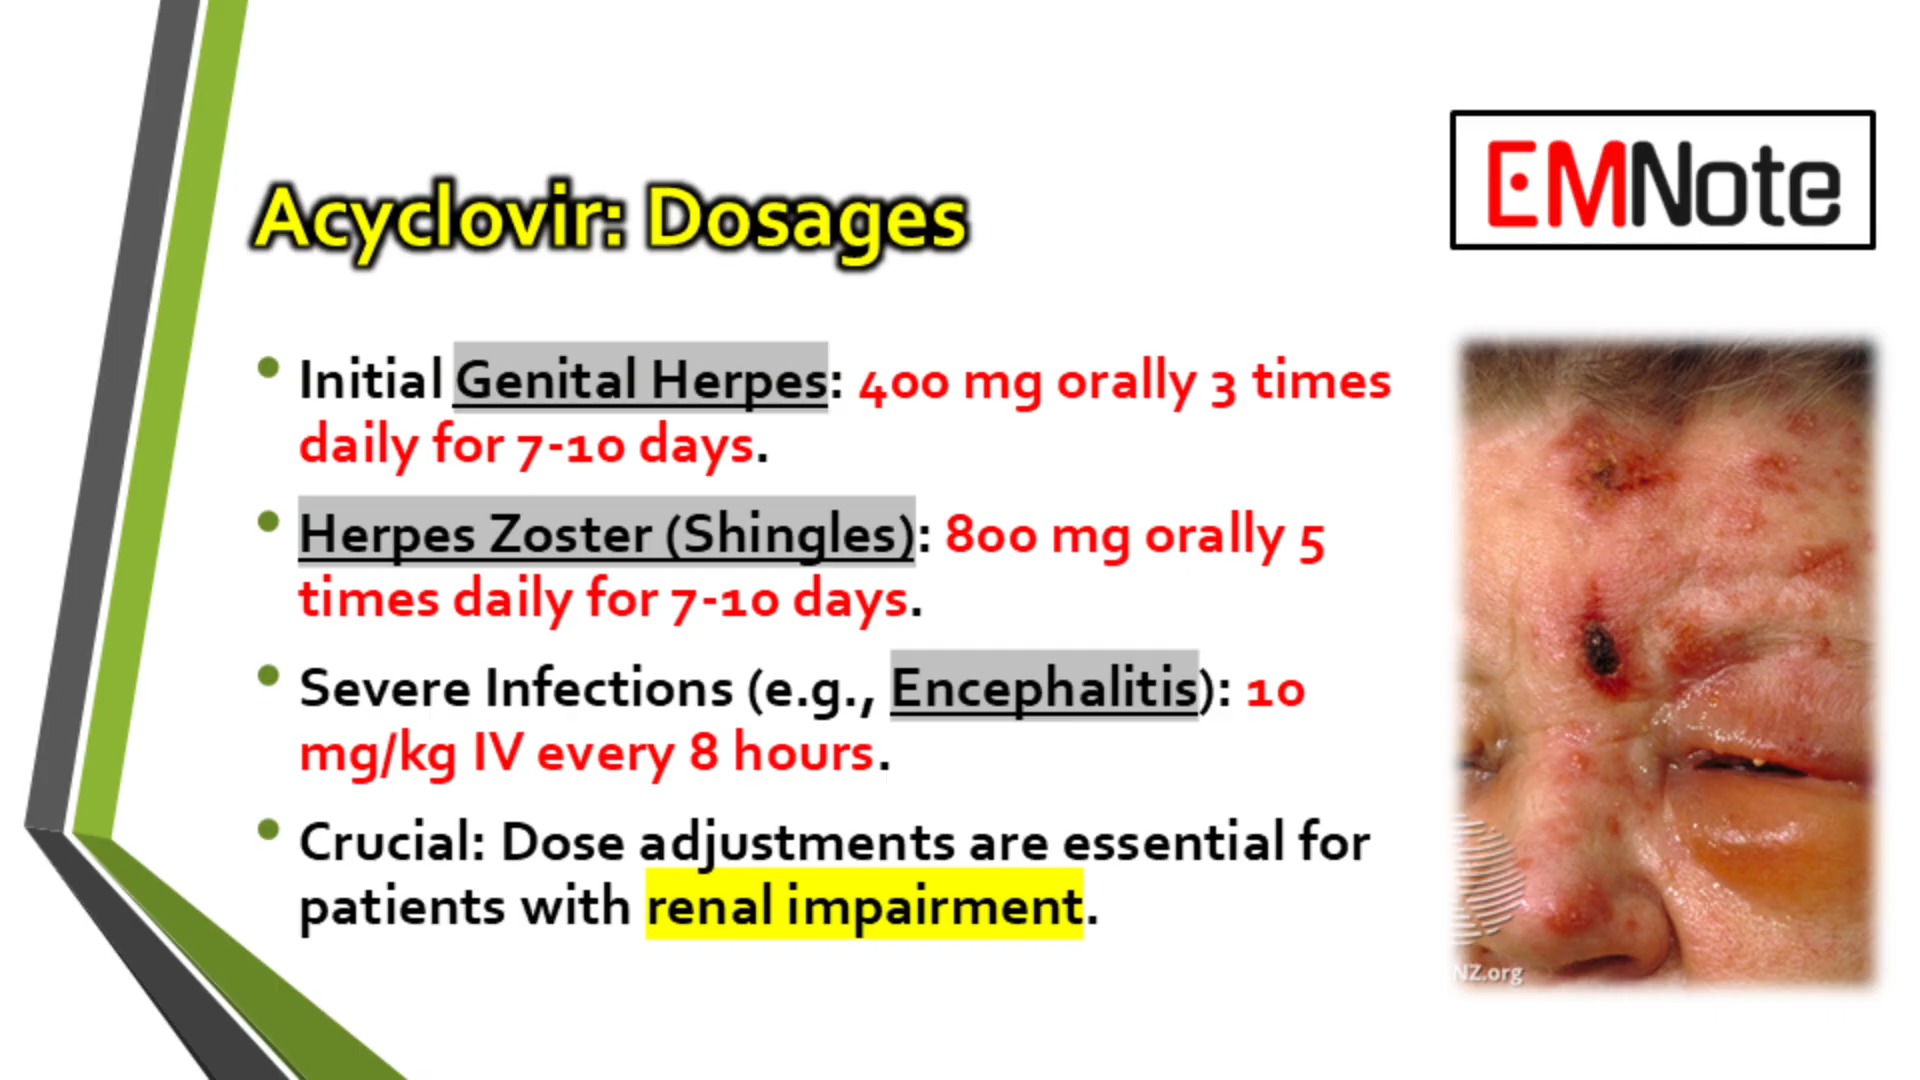 EMNote
Acyclovir: Dosages
• Initial Genital Herpes: 400 mg orally 3 times
daily for 7-10 days.
• Herpes Zoster (Shingles): 800 mg orally 5
times daily for 7-10 days.
• Severe Infections (e.g., Encephalitis): 10
mg/kg IV every 8 hours.
• Crucial: Dose adjustments are essential for
patients with renal impairment.
NZ.org